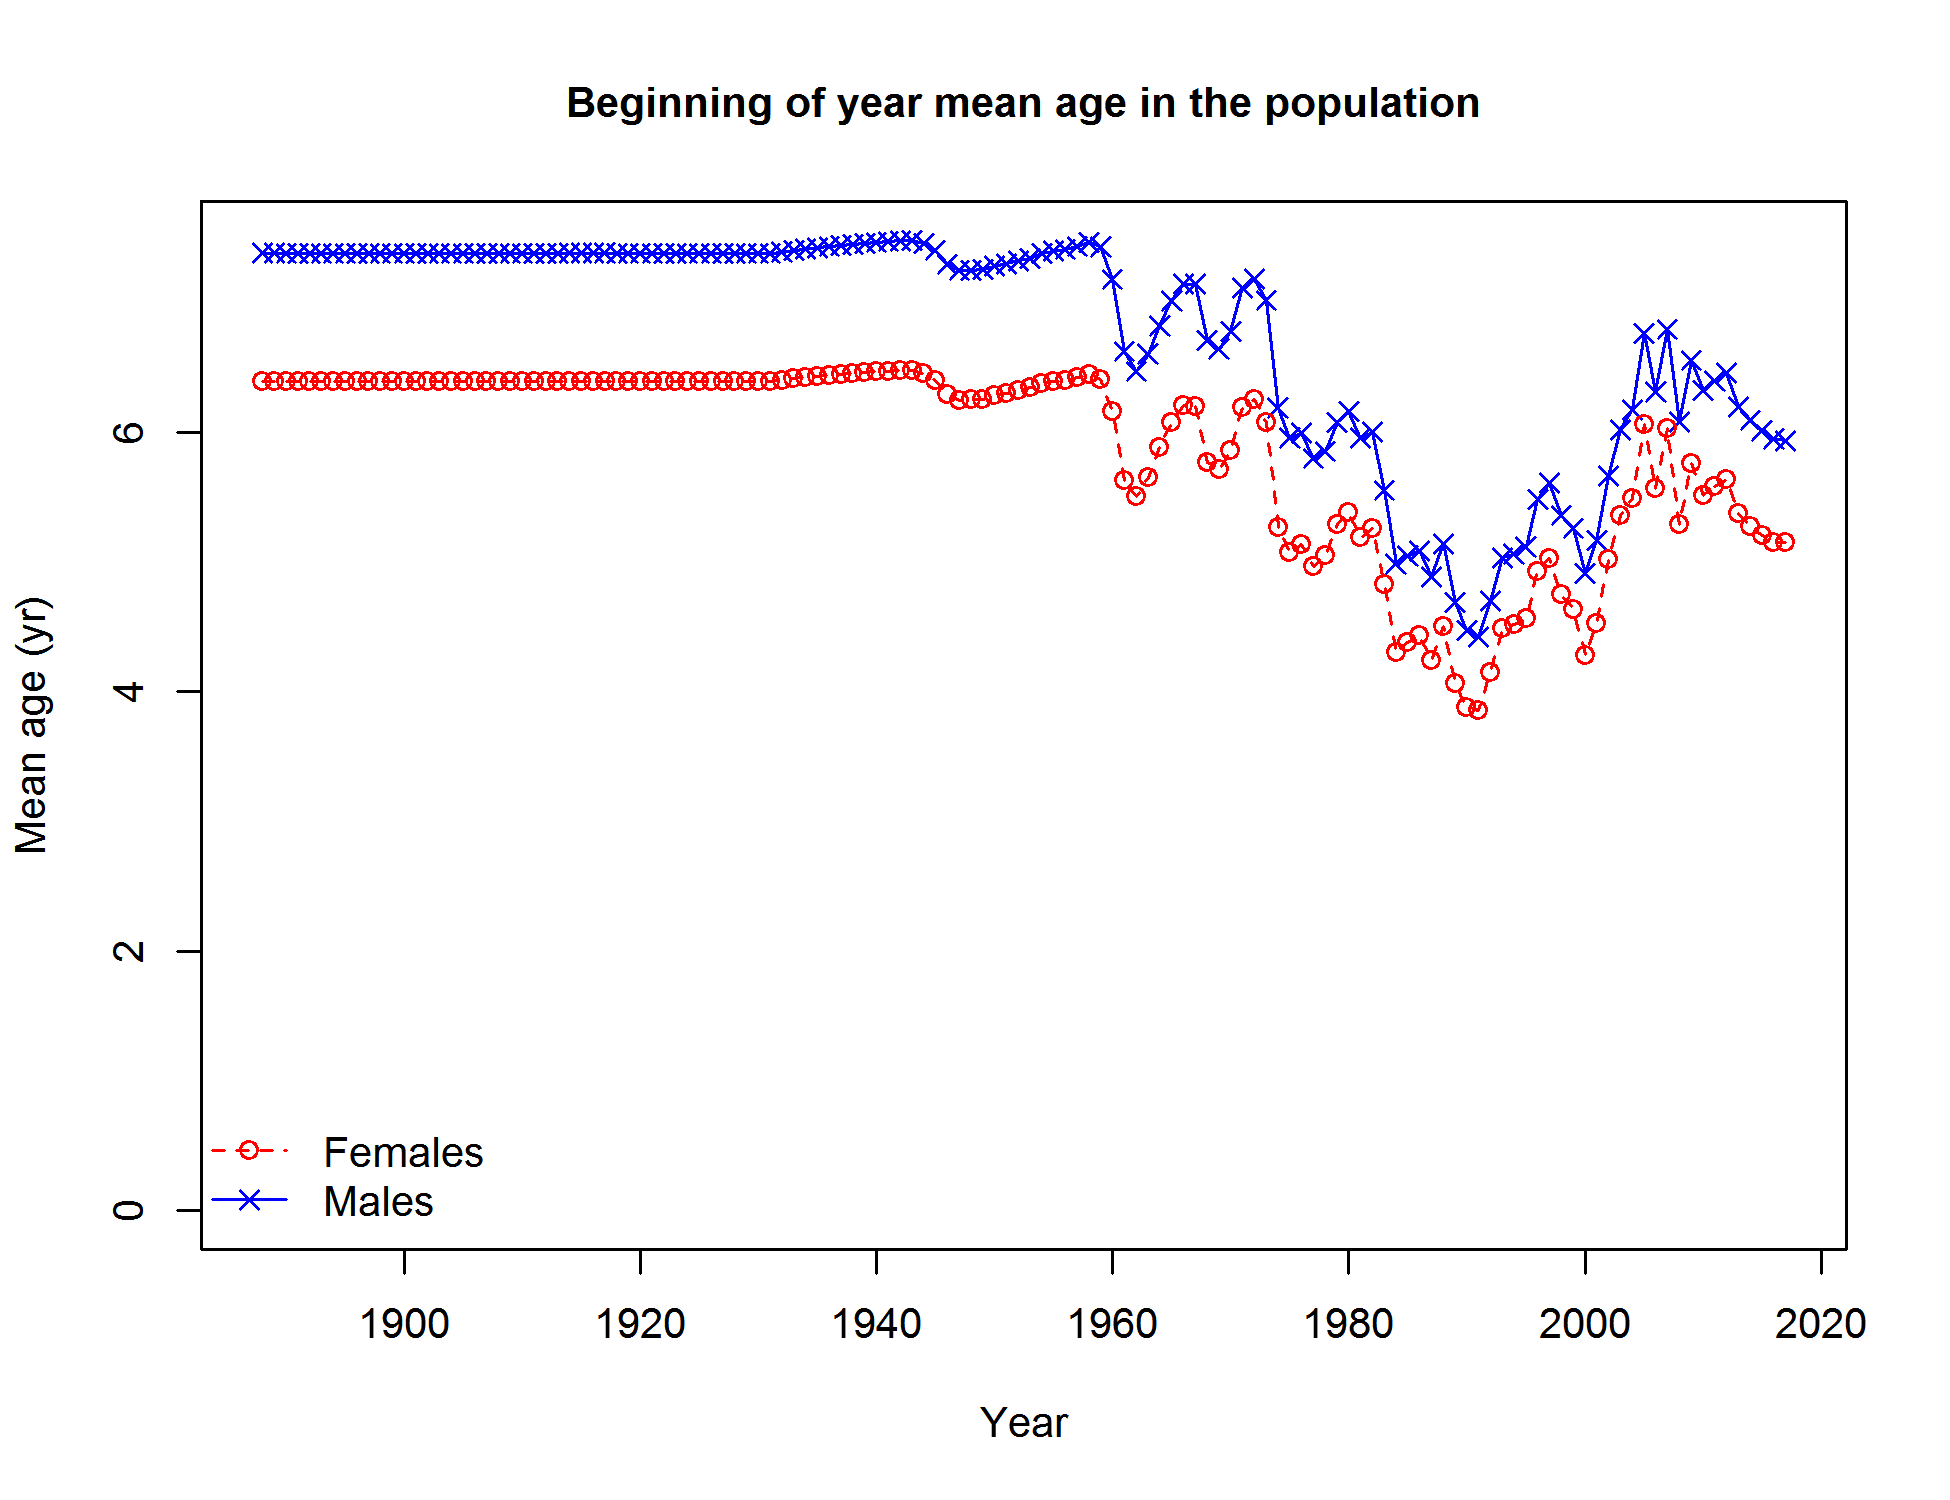 Beginning of year mean age in the population
Mean age (yr)
6
4
2
0
Females
Males
1900 1920 1940 1960 1980 2000 2020
Year